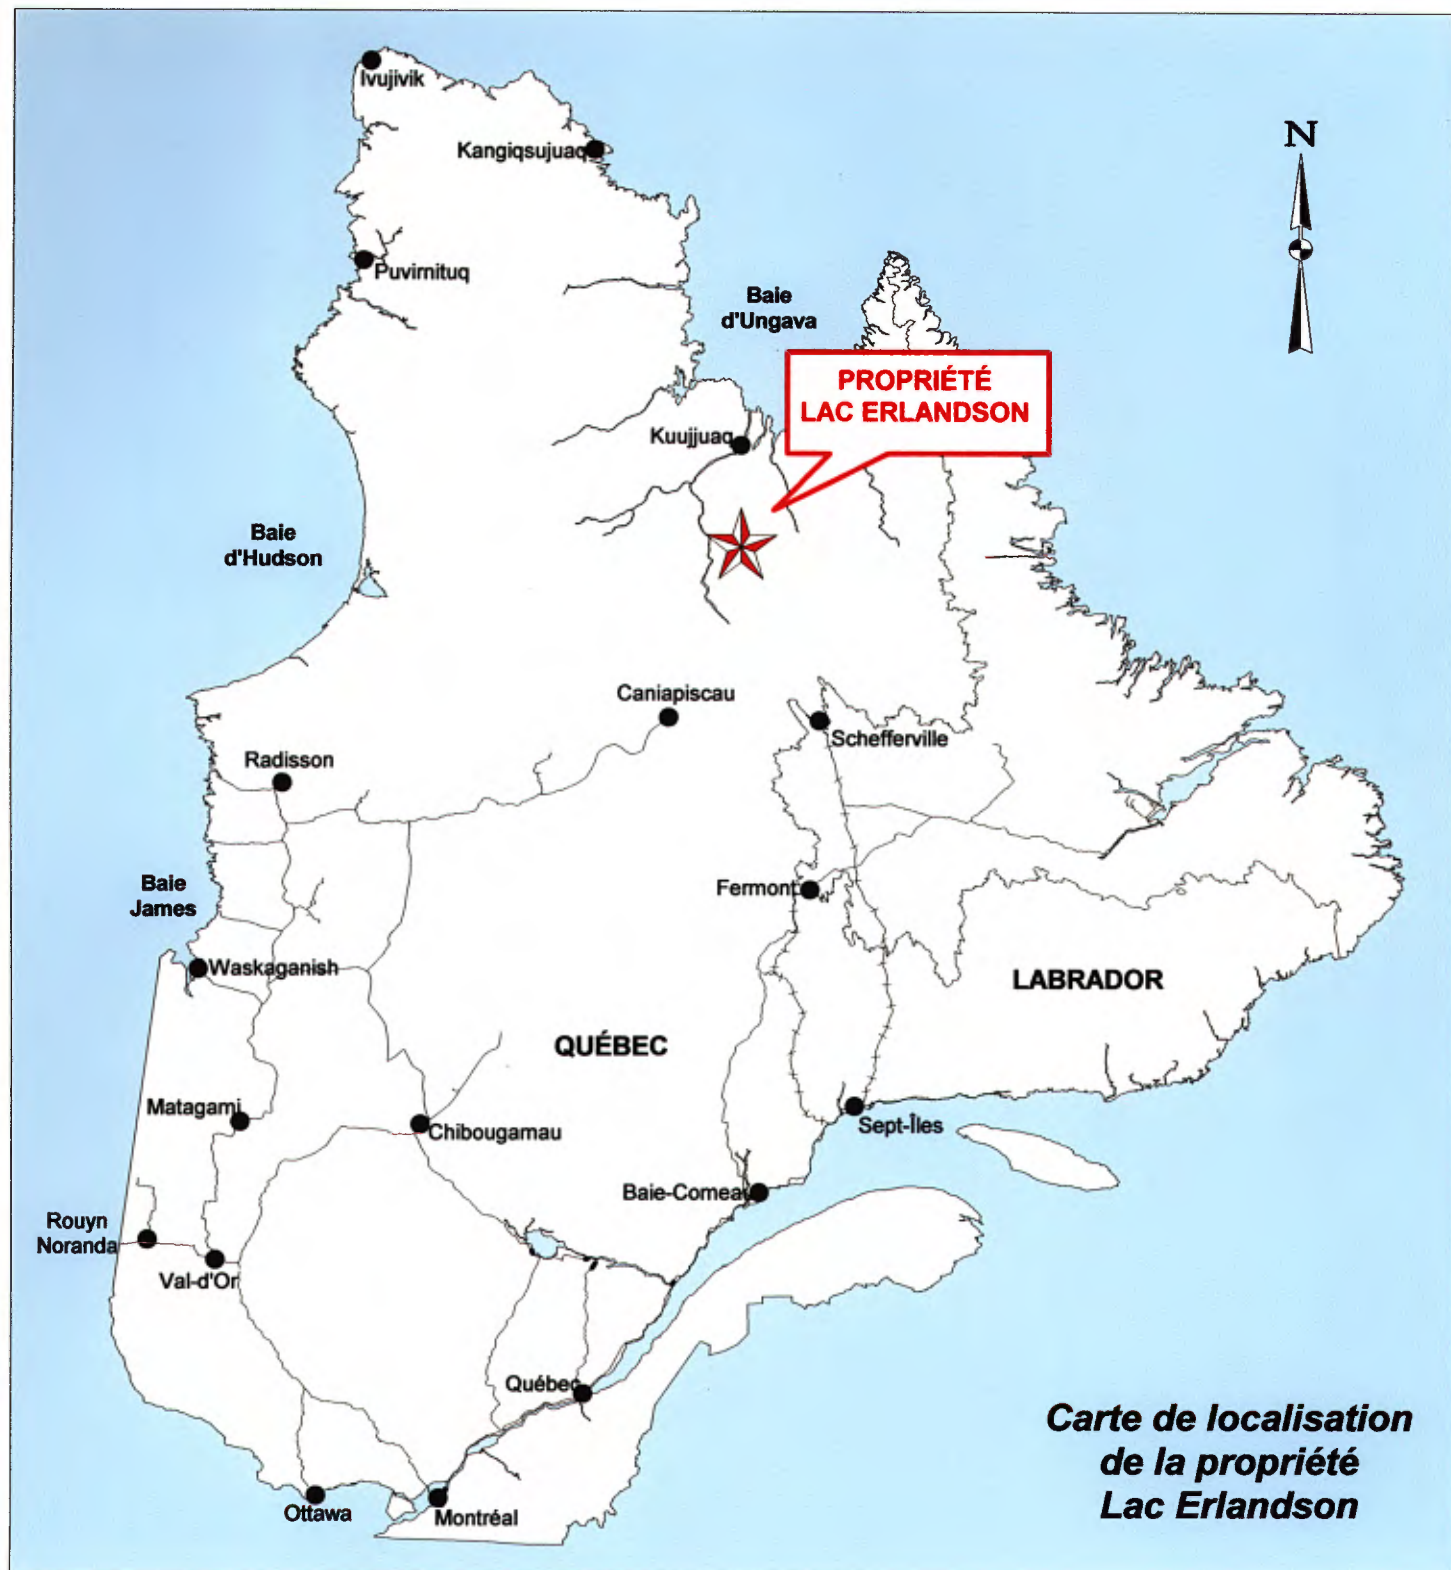 Ivujivik
Kangiqsujuaq
N
Puvirnituq
Baie
d'Ungava
PROPRIÉTÉ
LAC ERLANDSON
Kuujjuaq
Baie
d'Hudson
Caniapiscau
Schefferville
Radisson
Baie
James
Fermont
Waskaganish
LABRADOR
QUÉBEC
Matagami
Chibougamau
Sept-Îles
Baie-Comeau
Rouyn
Noranda
Val-d'Or
Québec
Carte de localisation
de la propriété
Lac Erlandson
Ottawa
Montréal